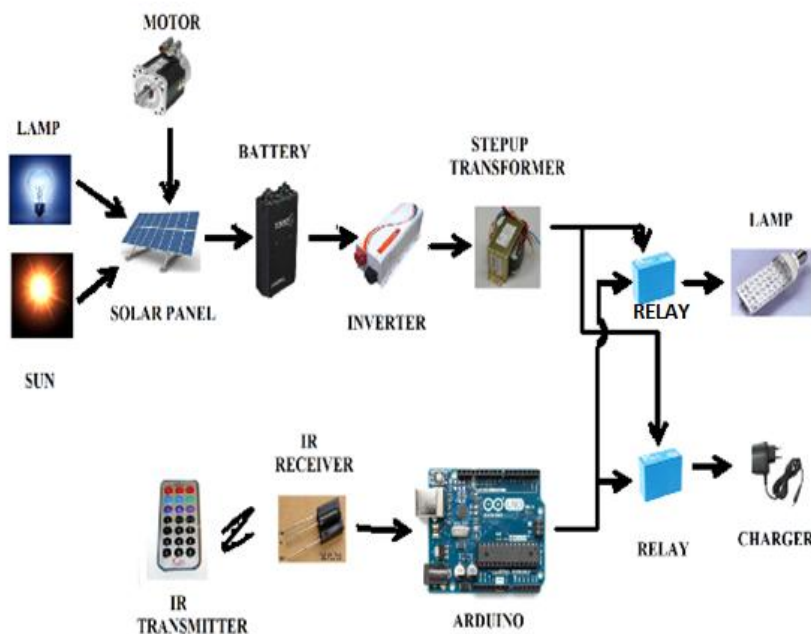 MOTOR
LAMP
BATTERY
STEPUP
TRANSFORMER
LAMP
SOLAR PANEL
INVERTER
RELAY
SUN
IR
RECEIVER
IR
TRANSMITTER
ARDUINO
RELAY
CHARGER